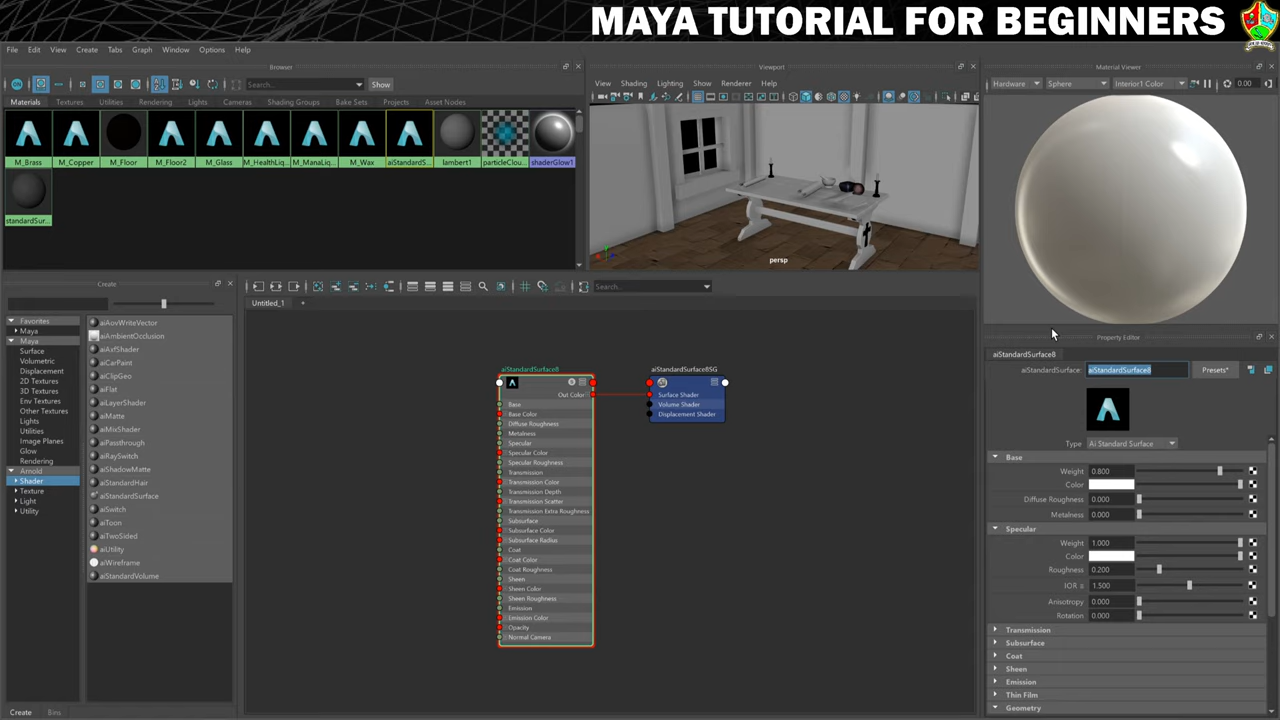 MAYA TUTORIAL FOR BEGINNERS
File Edit View Create Tabs Graph Window Options Help
Browser
Search... Show
Materials Textures Utilities Rendering Lights Cameras Shading Groups Bake Sets Projects Asset Nodes
M_Brass M_Copper M_Floor M_Floor2 M_Glass M_HealthLiq... M_ManaLiq... M_Wax aiStandardS... lambert1 particleClou... shaderGlow1
standardSur...
Viewport
View Shading Lighting Show Renderer Help
persp
Material Viewer
Hardware Sphere Interior1 Color 0.00
Create
Favorites
Maya
Maya
Surface
Volumetric
Displacement
2D Textures
3D Textures
Env Textures
Other Textures
Lights
Utilities
Image Planes
Glow
Rendering
Arnold
Shader
Texture
Light
Utility
aiAovWriteVector
aiAmbientOcclusion
aiAxfShader
aiCarPaint
aiClipGeo
aiFlat
aiLayerShader
aiMatte
aiMixShader
aiPassthrough
aiRaySwitch
aiShadowMatte
aiStandardHair
aiStandardSurface
aiSwitch
aiToon
aiTwoSided
aiUtility
aiWireframe
aiStandardVolume
Create Bins
Search...
Untitled_1 +
aiStandardSurface8
Out Color
Base
Base Color
Diffuse Roughness
Metalness
Specular
Specular Color
Specular Roughness
Transmission
Transmission Color
Transmission Depth
Transmission Scatter
Transmission Extra Roughness
Subsurface
Subsurface Color
Subsurface Radius
Coat
Coat Color
Coat Roughness
Sheen
Sheen Color
Sheen Roughness
Emission
Emission Color
Opacity
Normal Camera
aiStandardSurface8SG
Surface Shader
Volume Shader
Displacement Shader
Property Editor
aiStandardSurface8
aiStandardSurface: aiStandardSurface8 Presets*
Type Ai Standard Surface
Base
Weight 0.800
Color
Diffuse Roughness 0.000
Metalness 0.000
Specular
Weight 1.000
Color
Roughness 0.200
IOR 1.500
Anisotropy 0.000
Rotation 0.000
Transmission
Subsurface
Coat
Sheen
Emission
Thin Film
Geometry